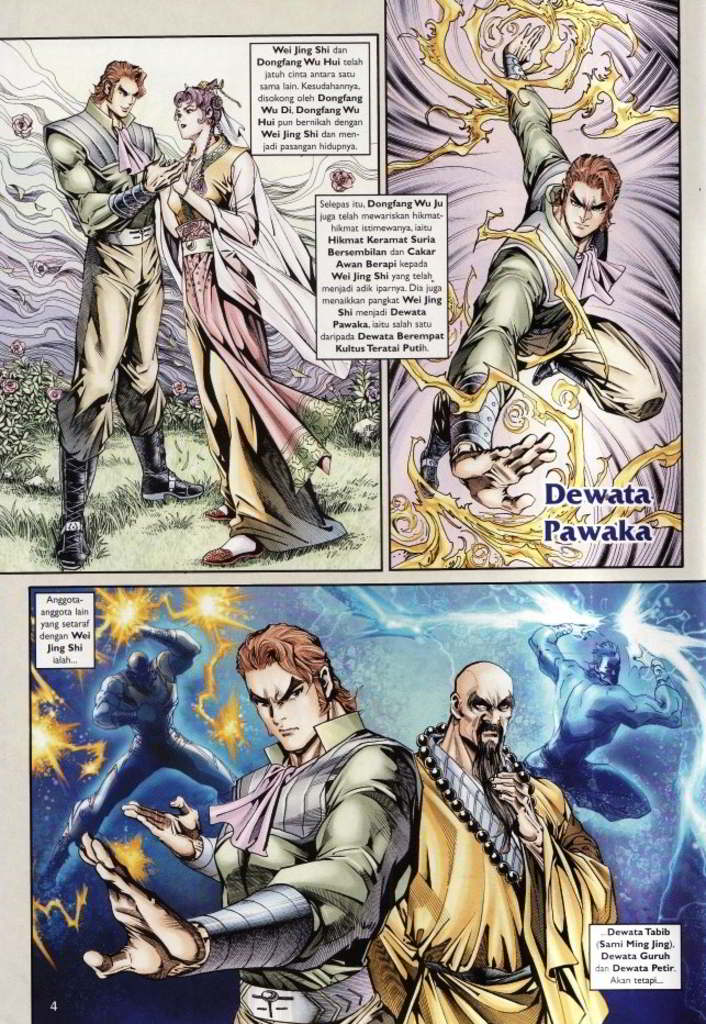 Wei Jing Shi dan
Dongfang Wu Hui telah
jatuh cinta antara satu
sama lain. Kesudahannya,
disokong oleh Dongfang
Wu Di, Dongfang Wu
Hui pun bernikah dengan
Wei Jing Shi dan men-
jadi pasangan hidupnya.
Selepas itu, Dongfang Wu Ju
juga telah mewariskan hikmat-
hikmat istimewanya, iaitu
Hikmat Keramat Suria
Bersembilan dan Cakar
Awan Berapi kepada
Wei Jing Shi yang telah
menjadi adik iparnya. Dia juga
menaikkan pangkat Wei Jing
Shi menjadi Dewata
Pawaka, iaitu salah satu
daripada Dewata Berempat
Kultus Teratai Putih.
Dewata
Pawaka
Anggota-
anggota lain
yang setaraf
dengan Wei
Jing Shi
ialah...
...Dewata Tabib
(Sami Ming Jing),
Dewata Guruh
dan Dewata Petir.
Akan tetapi...
4